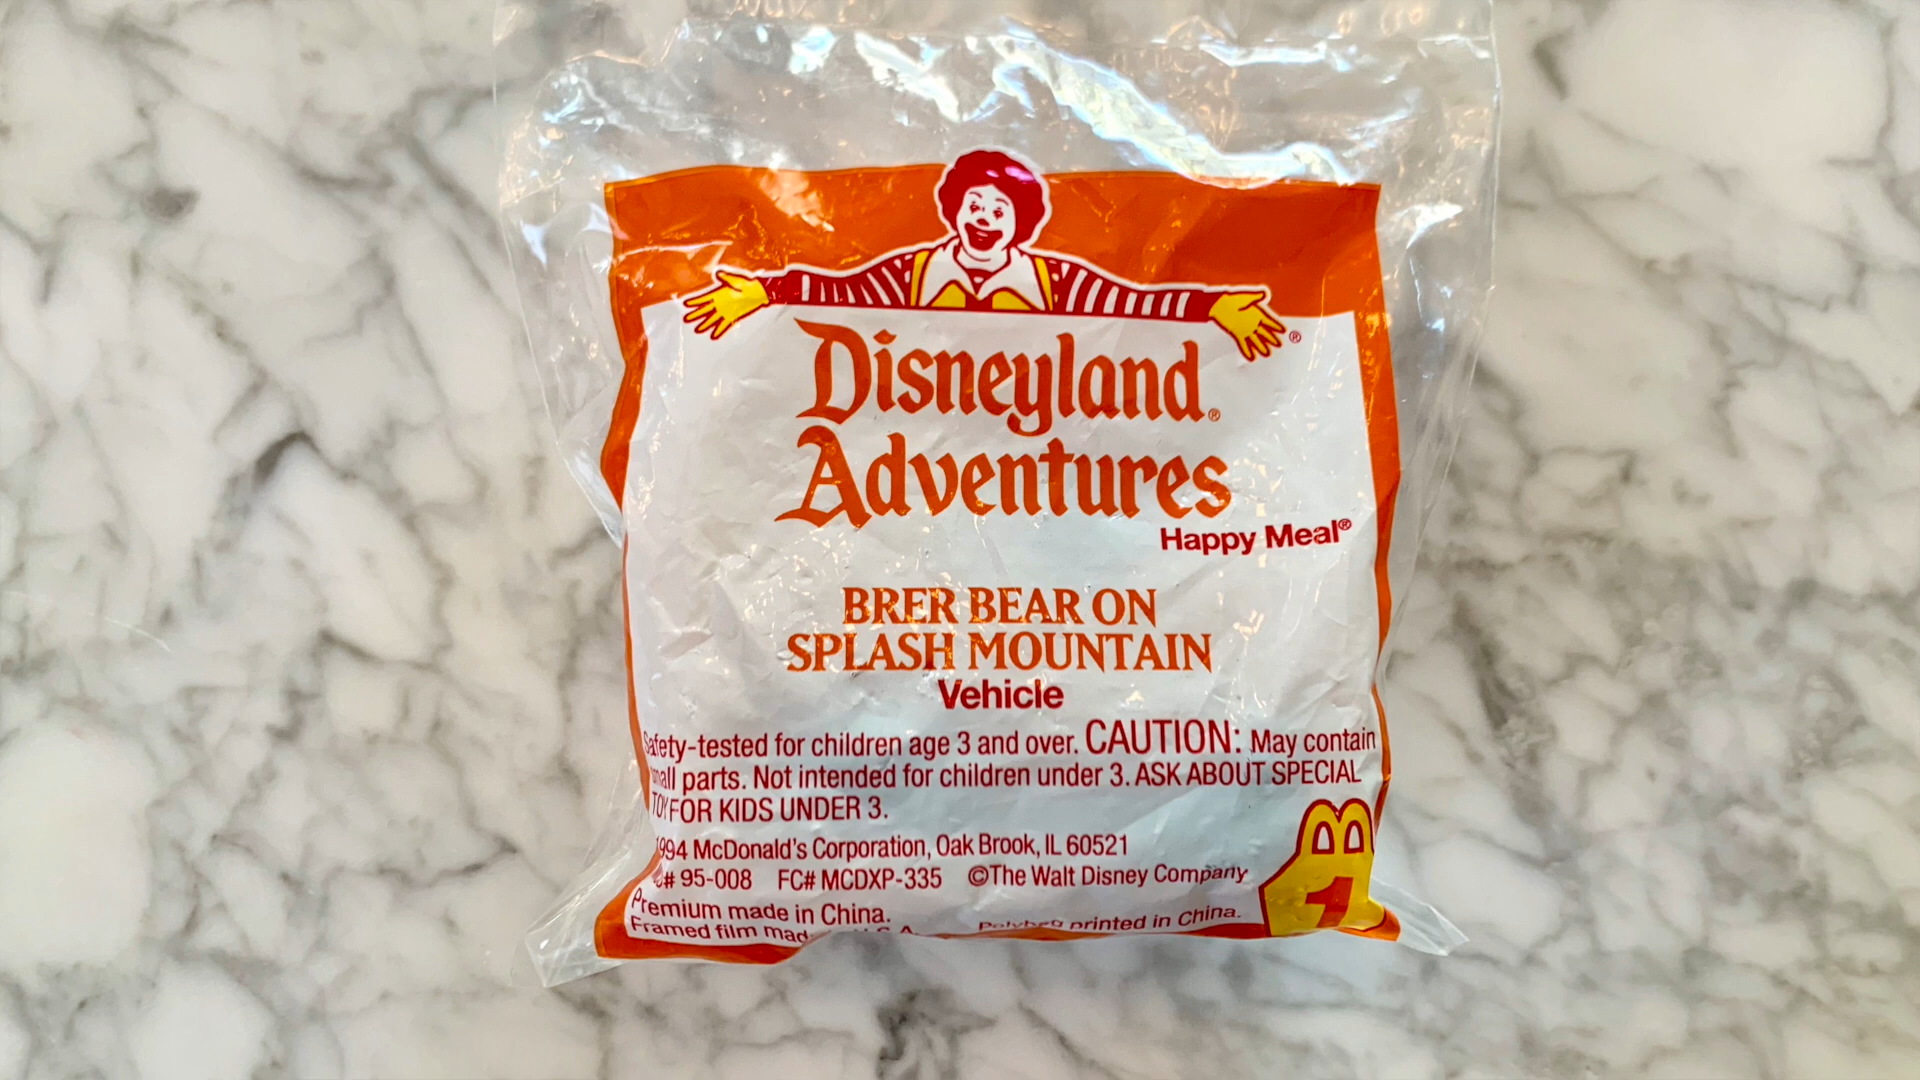 Disneyland®
Adventures
®
Happy Meal®
BRER BEAR ON
SPLASH MOUNTAIN
Vehicle
Safety-tested for children age 3 and over. CAUTION: May contain
small parts. Not intended for children under 3. ASK ABOUT SPECIAL
TOY FOR KIDS UNDER 3.
1994 McDonald's Corporation, Oak Brook, IL 60521
# 95-008 FC# MCDXP-335 ©The Walt Disney Company
Premium made in China.
Framed film made U.S.A. Polybag printed in China.
1